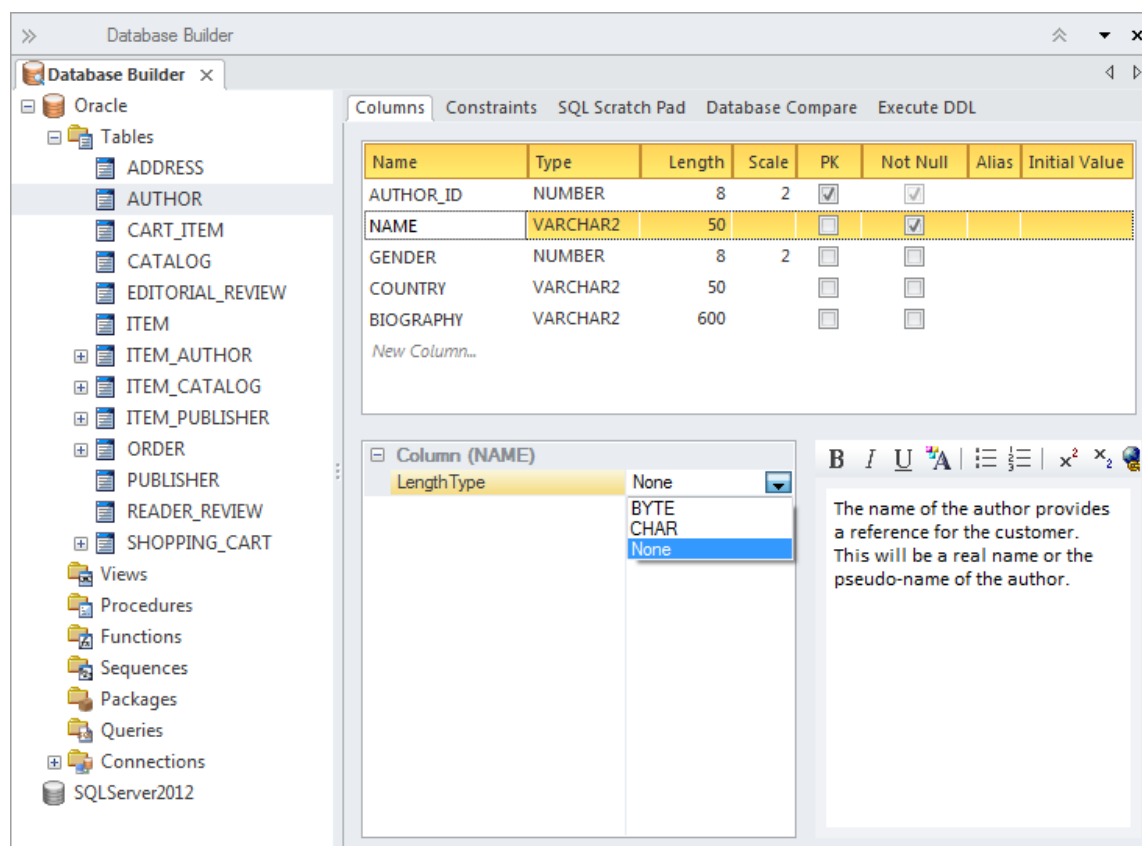 Database Builder
Database Builder
Oracle
Tables
ADDRESS
AUTHOR
CART_ITEM
CATALOG
EDITORIAL_REVIEW
ITEM
ITEM_AUTHOR
ITEM_CATALOG
ITEM_PUBLISHER
ORDER
PUBLISHER
READER_REVIEW
SHOPPING_CART
Views
Procedures
Functions
Sequences
Packages
Queries
Connections
SQLServer2012
Columns Constraints SQL Scratch Pad Database Compare Execute DDL
Name Type Length Scale PK Not Null Alias Initial Value
AUTHOR_ID NUMBER 8 2
NAME VARCHAR2 50
GENDER NUMBER 8 2
COUNTRY VARCHAR2 50
BIOGRAPHY VARCHAR2 600
New Column...
Column (NAME)
LengthType None
BYTE
CHAR
None
B I U A x² x₂
The name of the author provides
a reference for the customer.
This will be a real name or the
pseudo-name of the author.